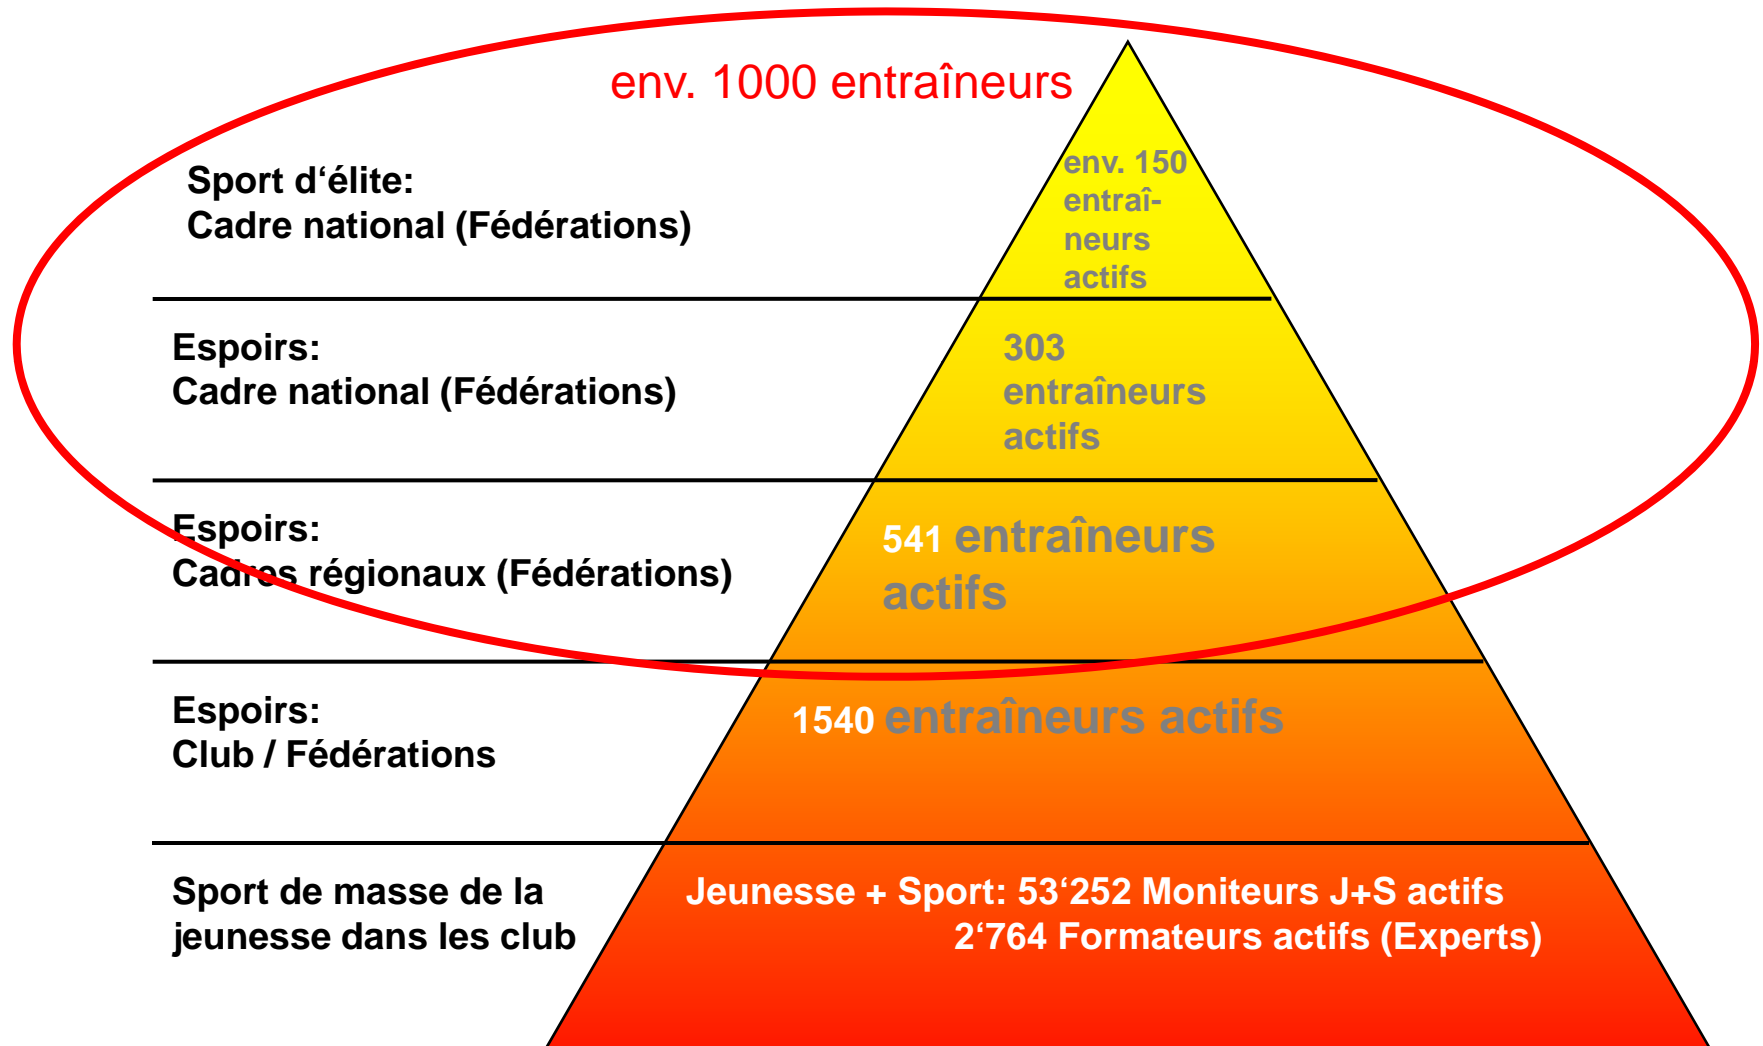 env. 1000 entraîneurs
Sport d‘élite:
Cadre national (Fédérations)
env. 150
entraî-
neurs
actifs
Espoirs:
Cadre national (Fédérations)
303
entraîneurs
actifs
Espoirs:
Cadres régionaux (Fédérations)
541 entraîneurs
actifs
Espoirs:
Club / Fédérations
1540 entraîneurs actifs
Sport de masse de la
jeunesse dans les club
Jeunesse + Sport: 53‘252 Moniteurs J+S actifs
2‘764 Formateurs actifs (Experts)